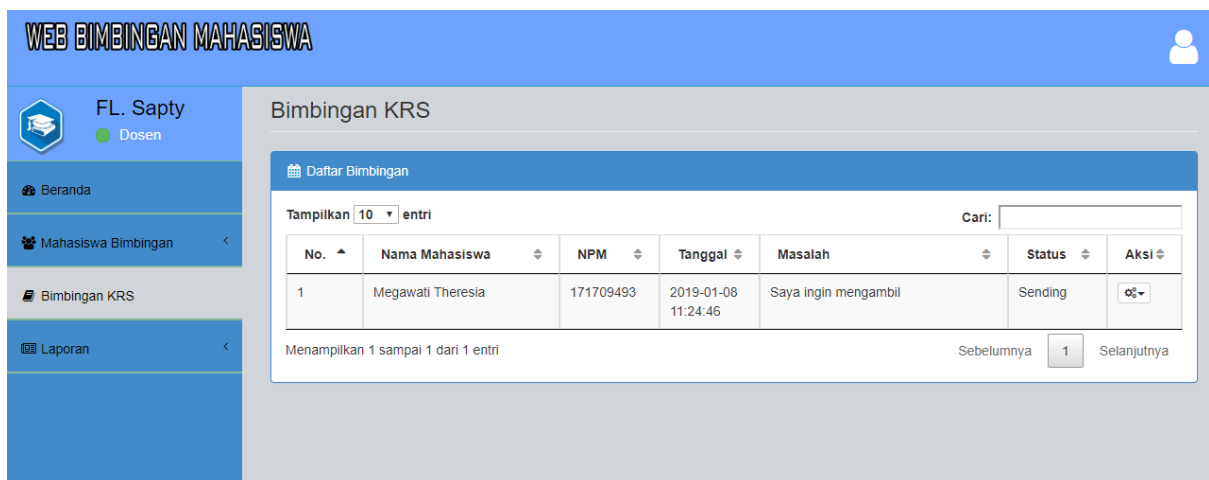 WEB BIMBINGAN MAHASISWA
FL. Sapty
Dosen
Beranda
Mahasiswa Bimbingan
Bimbingan KRS
Laporan
Bimbingan KRS
Daftar Bimbingan
Tampilkan 10 entri Cari:
No. Nama Mahasiswa NPM Tanggal Masalah Status Aksi
1 Megawati Theresia 171709493 2019-01-08 Saya ingin mengambil Sending
11:24:46
Menampilkan 1 sampai 1 dari 1 entri Sebelumnya 1 Selanjutnya